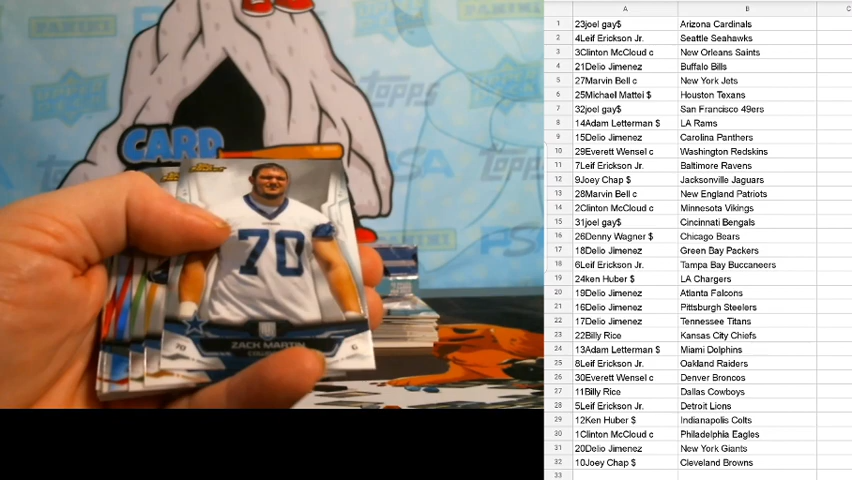 CARD
TOPPS
PSA
70
ZACH MARTIN
70
G
A B C
1 23joel gay$ Arizona Cardinals
2 4Leif Erickson Jr. Seattle Seahawks
3 3Clinton McCloud c New Orleans Saints
4 21Delio Jimenez Buffalo Bills
5 27Marvin Bell c New York Jets
6 25Michael Mattei $ Houston Texans
7 32joel gay$ San Francisco 49ers
8 14Adam Letterman $ LA Rams
9 15Delio Jimenez Carolina Panthers
10 29Everett Wensel c Washington Redskins
11 7Leif Erickson Jr. Baltimore Ravens
12 9Joey Chap $ Jacksonville Jaguars
13 28Marvin Bell c New England Patriots
14 2Clinton McCloud c Minnesota Vikings
15 31joel gay$ Cincinnati Bengals
16 26Denny Wagner $ Chicago Bears
17 18Delio Jimenez Green Bay Packers
18 6Leif Erickson Jr. Tampa Bay Buccaneers
19 24ken Huber $ LA Chargers
20 19Delio Jimenez Atlanta Falcons
21 16Delio Jimenez Pittsburgh Steelers
22 17Delio Jimenez Tennessee Titans
23 22Billy Rice Kansas City Chiefs
24 13Adam Letterman $ Miami Dolphins
25 8Leif Erickson Jr. Oakland Raiders
26 30Everett Wensel c Denver Broncos
27 11Billy Rice Dallas Cowboys
28 5Leif Erickson Jr. Detroit Lions
29 12Ken Huber $ Indianapolis Colts
30 1Clinton McCloud c Philadelphia Eagles
31 20Delio Jimenez New York Giants
32 10Joey Chap $ Cleveland Browns
33